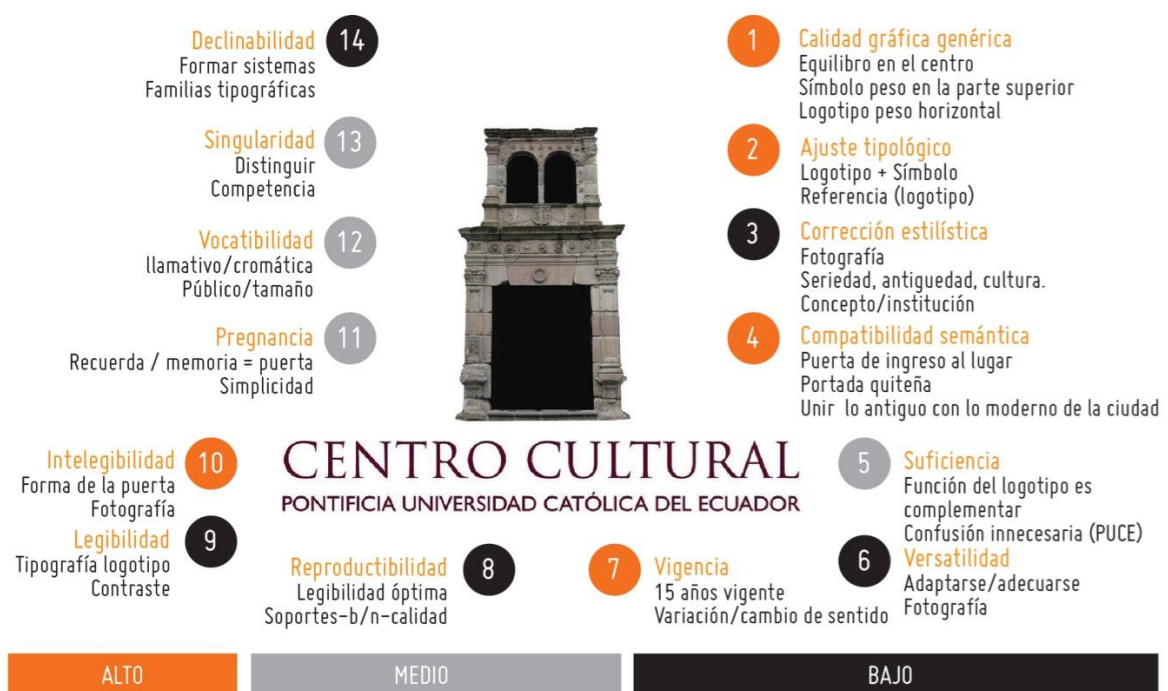 1
Calidad gráfica genérica
Equilibro en el centro
Símbolo peso en la parte superior
Logotipo peso horizontal
2
Ajuste tipológico
Logotipo + Símbolo
Referencia (logotipo)
3
Corrección estilística
Fotografía
Seriedad, antiguedad, cultura.
Concepto/institución
4
Compatibilidad semántica
Puerta de ingreso al lugar
Portada quiteña
Unir lo antiguo con lo moderno de la ciudad
5
Suficiencia
Función del logotipo es
complementar
Confusión innecesaria (PUCE)
6
Versatilidad
Adaptarse/adecuarse
Fotografía
7
Vigencia
15 años vigente
Variación/cambio de sentido
8
Reproductibilidad
Legibilidad óptima
Soportes-b/n-calidad
9
Legibilidad
Tipografía logotipo
Contraste
10
Intelegibilidad
Forma de la puerta
Fotografía
11
Pregnancia
Recuerda / memoria = puerta
Simplicidad
12
Vocatibilidad
llamativo/cromática
Público/tamaño
13
Singularidad
Distinguir
Competencia
14
Declinabilidad
Formar sistemas
Familias tipográficas
CENTRO CULTURAL
PONTIFICIA UNIVERSIDAD CATÓLICA DEL ECUADOR
ALTO
MEDIO
BAJO